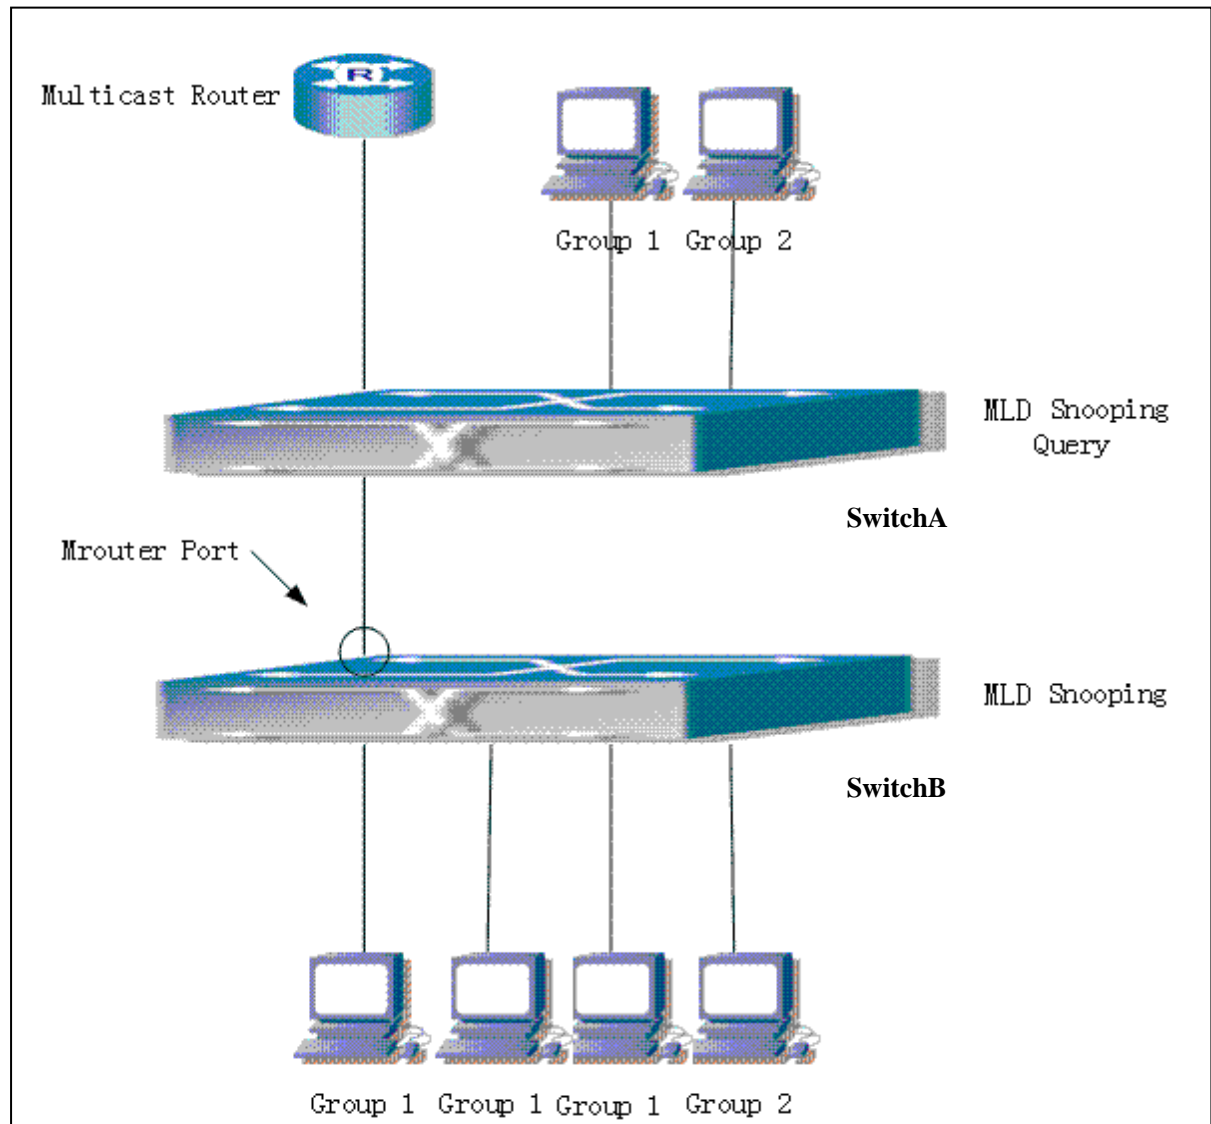 R
Multicast Router
Group 1 Group 2
MLD Snooping
Query
SwitchA
Mrouter Port
MLD Snooping
SwitchB
Group 1 Group 1 Group 1 Group 2